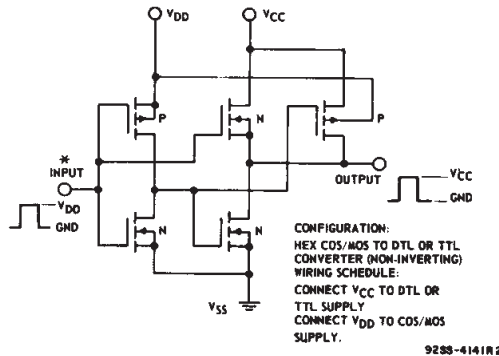 VDD
VCC
P
N
P
*
INPUT
OUTPUT
VDD
GND
VCC
GND
N
N
VSS
CONFIGURATION:
HEX COS/MOS TO DTL OR TTL
CONVERTER (NON-INVERTING)
WIRING SCHEDULE:
CONNECT VCC TO DTL OR
TTL SUPPLY
CONNECT VDD TO COS/MOS
SUPPLY.
92SS-4141R2